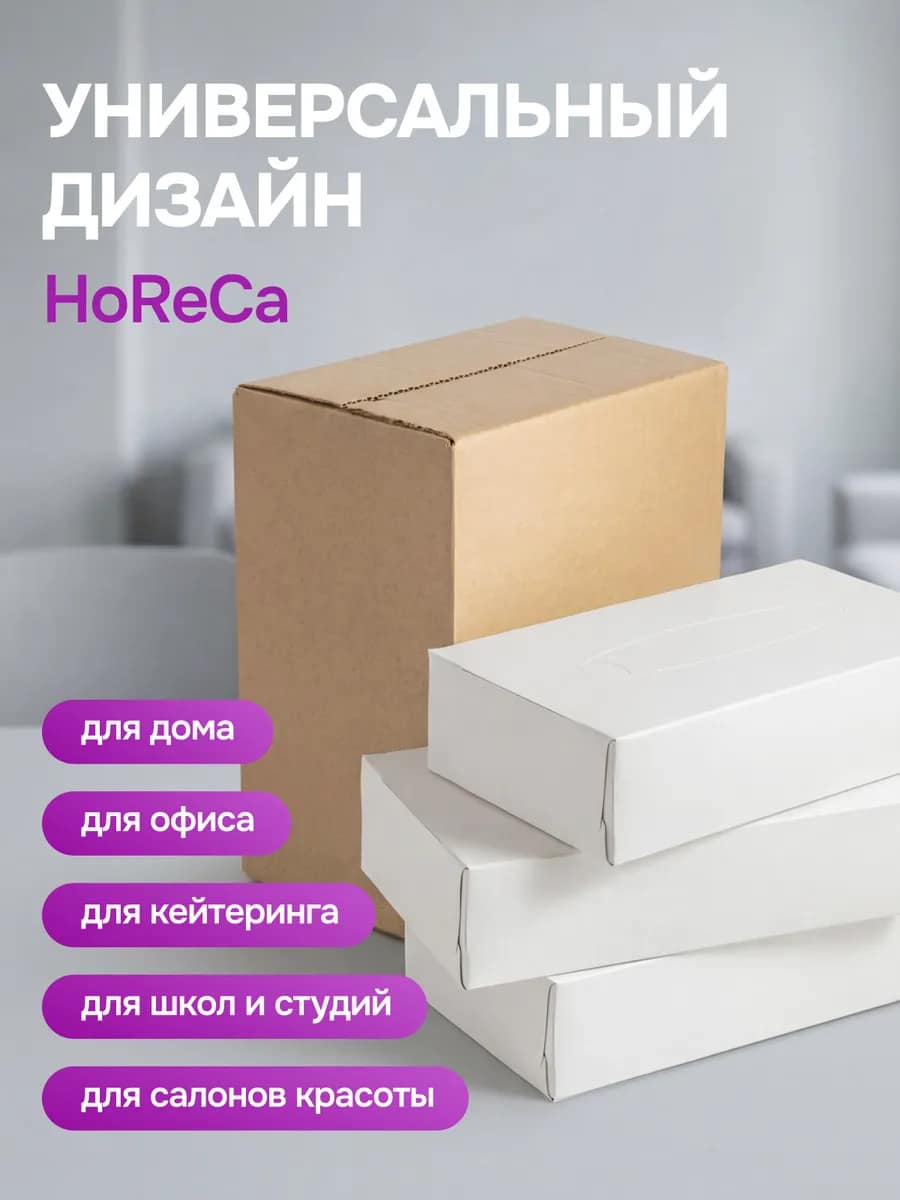 УНИВЕРСАЛЬНЫЙ
ДИЗАЙН
HoReCa
для дома
для офиса
для кейтеринга
для школ и студий
для салонов красоты